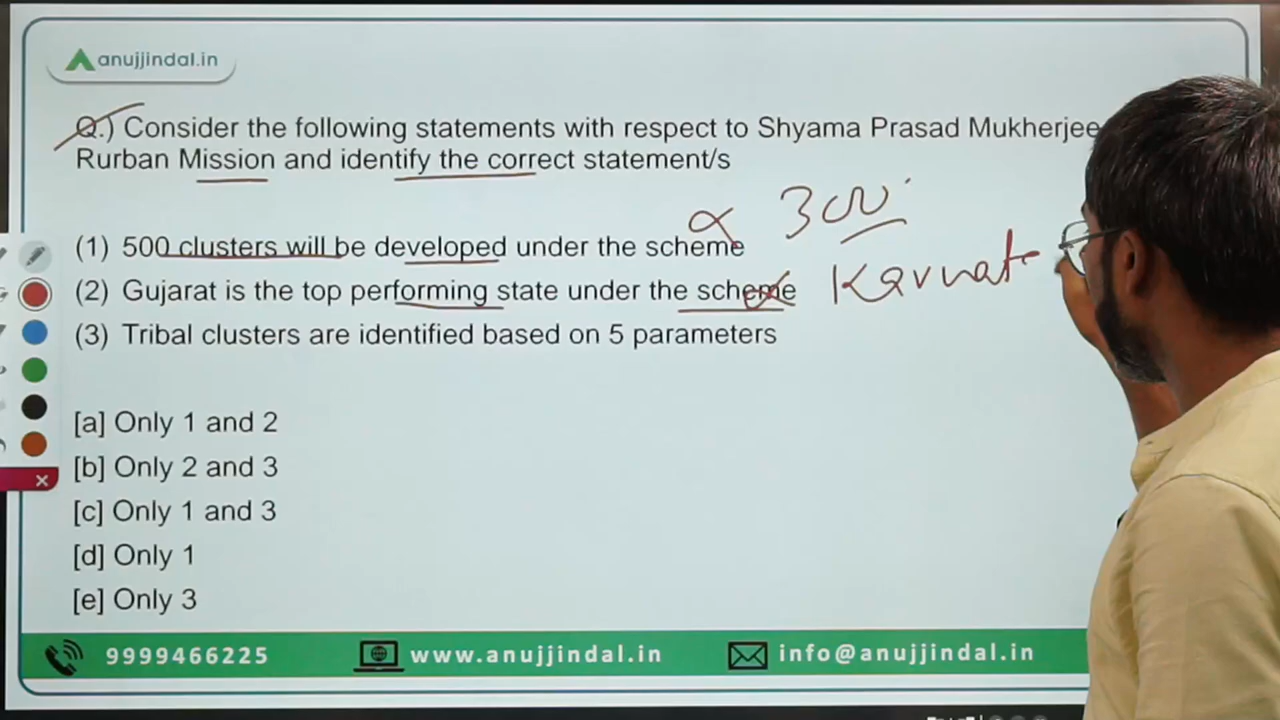 anujjindal.in
Q.) Consider the following statements with respect to Shyama Prasad Mukherjee
Rurban Mission and identify the correct statement/s
300
(1) 500 clusters will be developed under the scheme
(2) Gujarat is the top performing state under the scheme
Karnat
(3) Tribal clusters are identified based on 5 parameters
[a] Only 1 and 2
[b] Only 2 and 3
[c] Only 1 and 3
[d] Only 1
[e] Only 3
9999466225
www.anujjindal.in
info@anujjindal.in